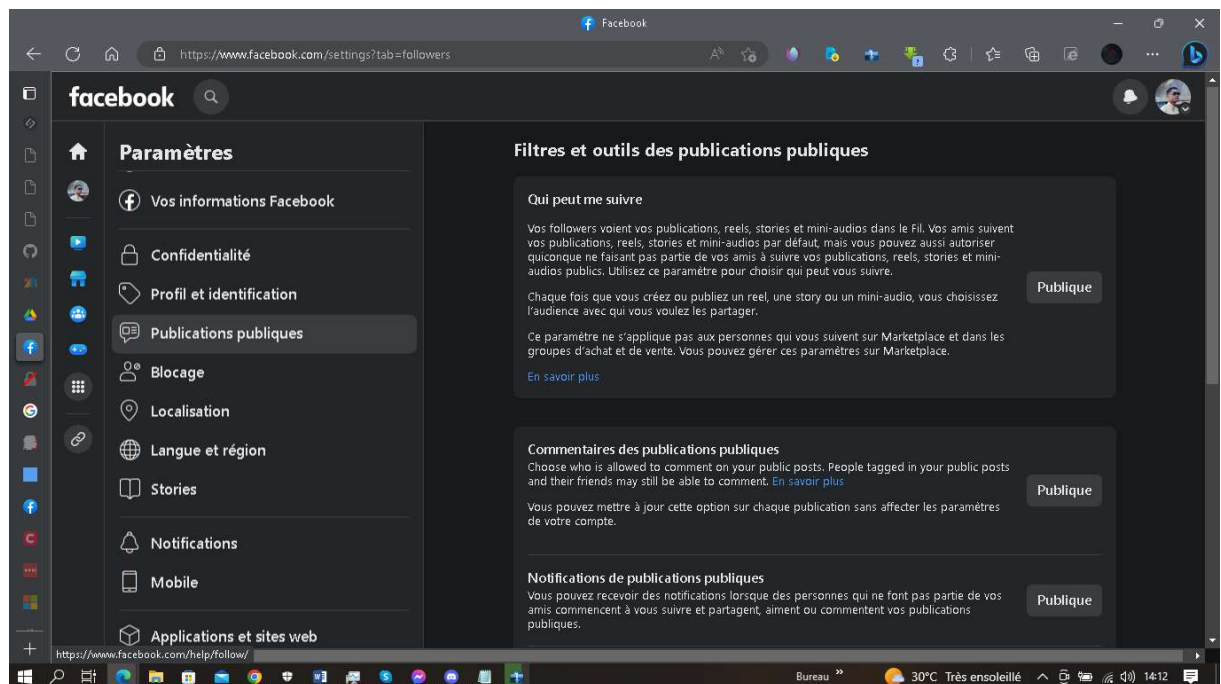 Facebook
https://www.facebook.com/settings?tab=followers
facebook
Paramètres
Vos informations Facebook
Confidentialité
Profil et identification
Publications publiques
Blocage
Localisation
Langue et région
Stories
Notifications
Mobile
Applications et sites web
Filtres et outils des publications publiques
Qui peut me suivre
Vos followers voient vos publications, reels, stories et mini-audios dans le Fil. Vos amis suivent
vos publications, reels, stories et mini-audios par défaut, mais vous pouvez aussi autoriser
quiconque ne faisant pas partie de vos amis à suivre vos publications, reels, stories et mini-
audios publics. Utilisez ce paramètre pour choisir qui peut vous suivre.
Publique
Chaque fois que vous créez ou publiez un reel, une story ou un mini-audio, vous choisissez
l'audience avec qui vous voulez les partager.
Ce paramètre ne s'applique pas aux personnes qui vous suivent sur Marketplace et dans les
groupes d'achat et de vente. Vous pouvez gérer ces paramètres sur Marketplace.
En savoir plus
Commentaires des publications publiques
Choose who is allowed to comment on your public posts. People tagged in your public posts
and their friends may still be able to comment. En savoir plus
Publique
Vous pouvez mettre à jour cette option sur chaque publication sans affecter les paramètres
de votre compte.
Notifications de publications publiques
Vous pouvez recevoir des notifications lorsque des personnes qui ne font pas partie de vos
amis commencent à vous suivre et partagent, aiment ou commentent vos publications
publiques.
Publique
https://www.facebook.com/help/follow/
Bureau
30°C Très ensoleillé
14:12